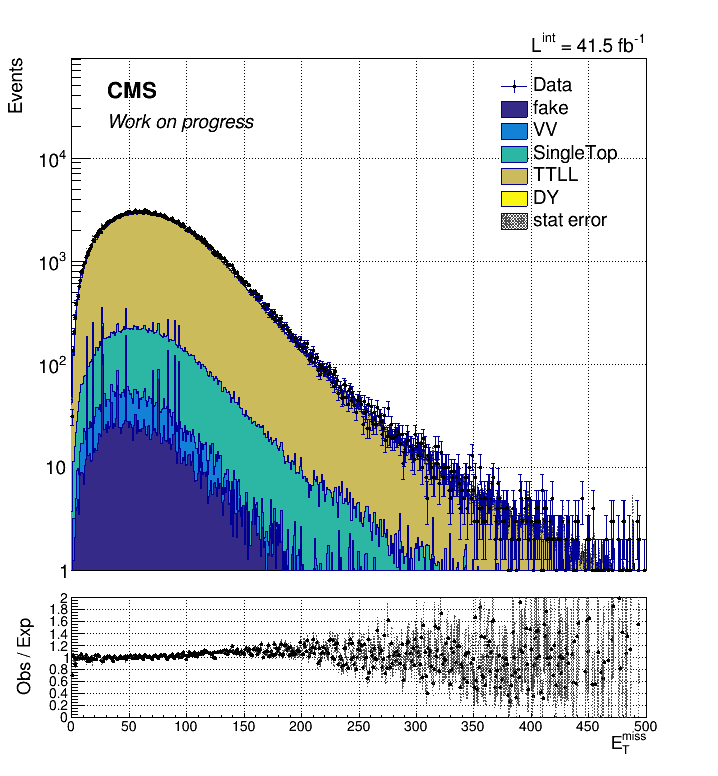 L^int = 41.5 fb^-1
Events
CMS
Work on progress
Data
fake
VV
SingleTop
TTLL
DY
stat error
10^4
10^3
10^2
10
1
Obs / Exp
2
1.8
1.6
1.4
1.2
1
0.8
0.6
0.4
0.2
0
0 50 100 150 200 250 300 350 400 450 500
E_T^miss